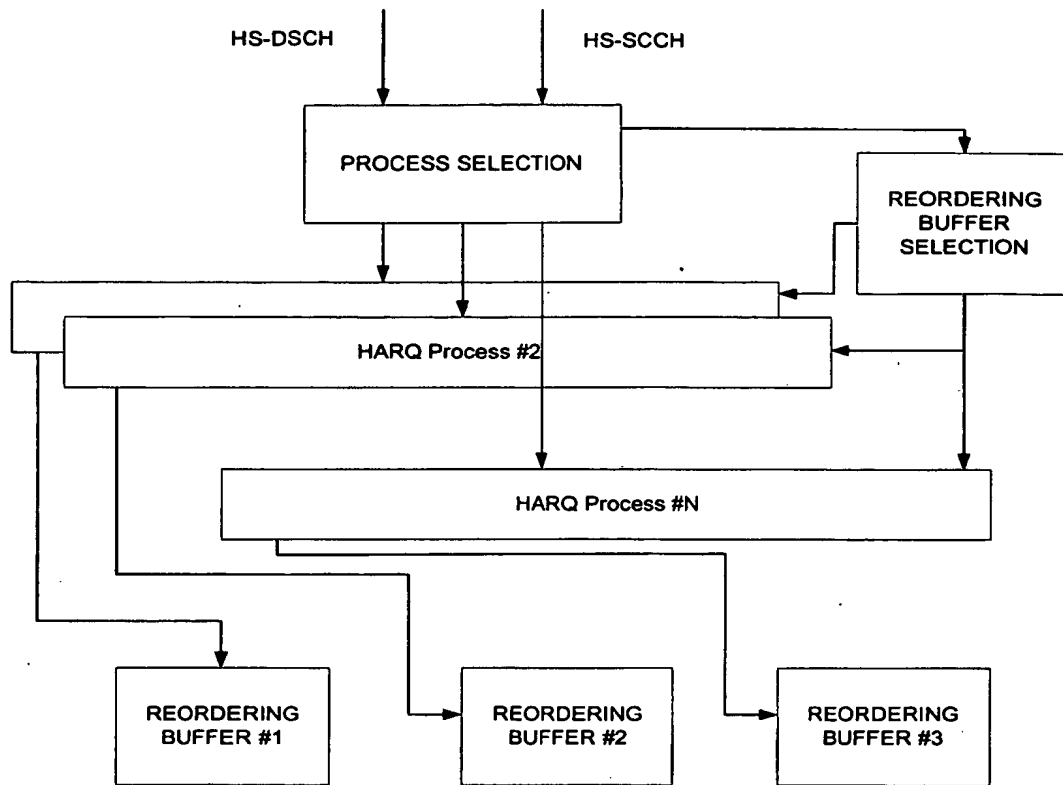 HS-DSCH
HS-SCCH
PROCESS SELECTION
REORDERING
BUFFER
SELECTION
HARQ Process #2
HARQ Process #N
REORDERING
BUFFER #1
REORDERING
BUFFER #2
REORDERING
BUFFER #3